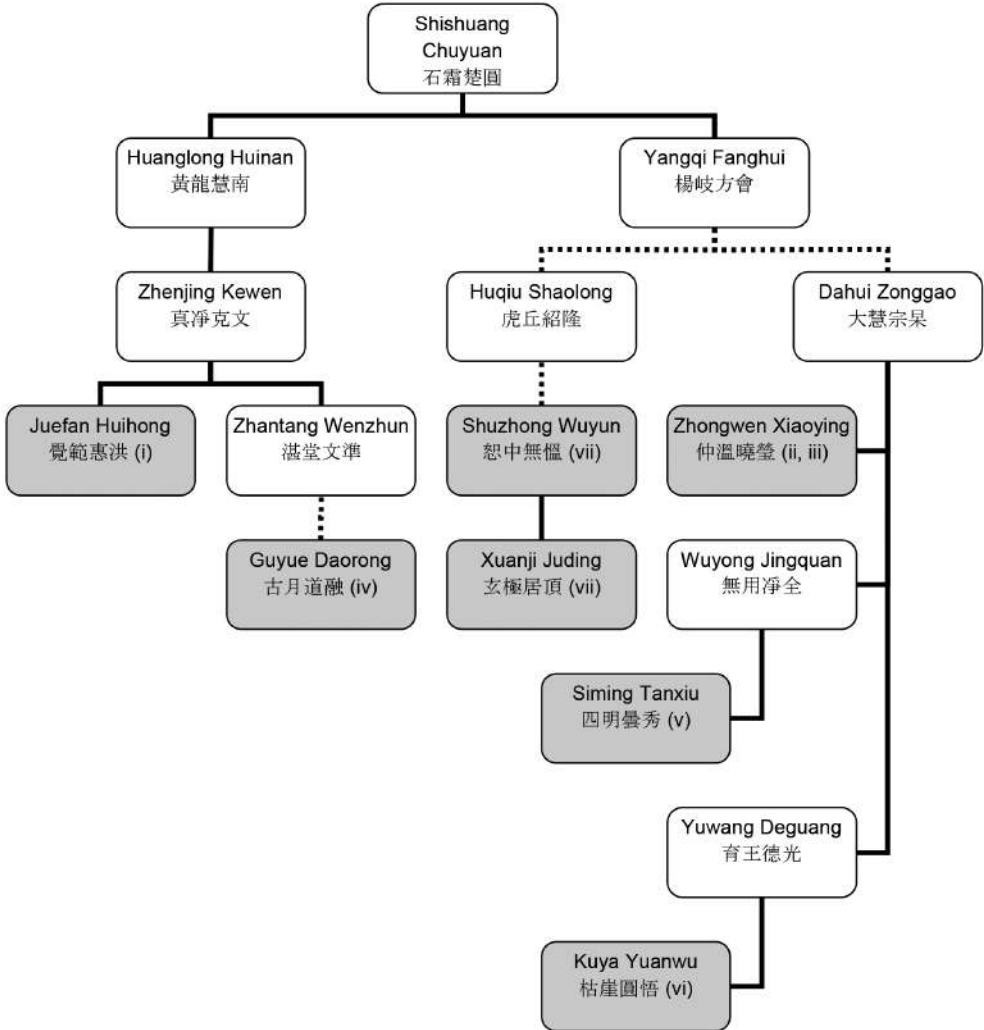 Shishuang
Chuyuan
石霜楚圓
Huanglong Huinan
黃龍慧南
Yangqi Fanghui
楊岐方會
Zhenjing Kewen
真凈克文
Huqiu Shaolong
虎丘紹隆
Dahui Zonggao
大慧宗杲
Juefan Huihong
覺範惠洪 (i)
Zhantang Wenzhun
湛堂文準
Shuzhong Wuyun
恕中無慍 (vii)
Zhongwen Xiaoying
仲溫曉瑩 (ii, iii)
Guyue Daorong
古月道融 (iv)
Xuanji Juding
玄極居頂 (vii)
Wuyong Jingquan
無用凈全
Siming Tanxiu
四明曇秀 (v)
Yuwang Deguang
育王德光
Kuya Yuanwu
枯崖圓悟 (vi)